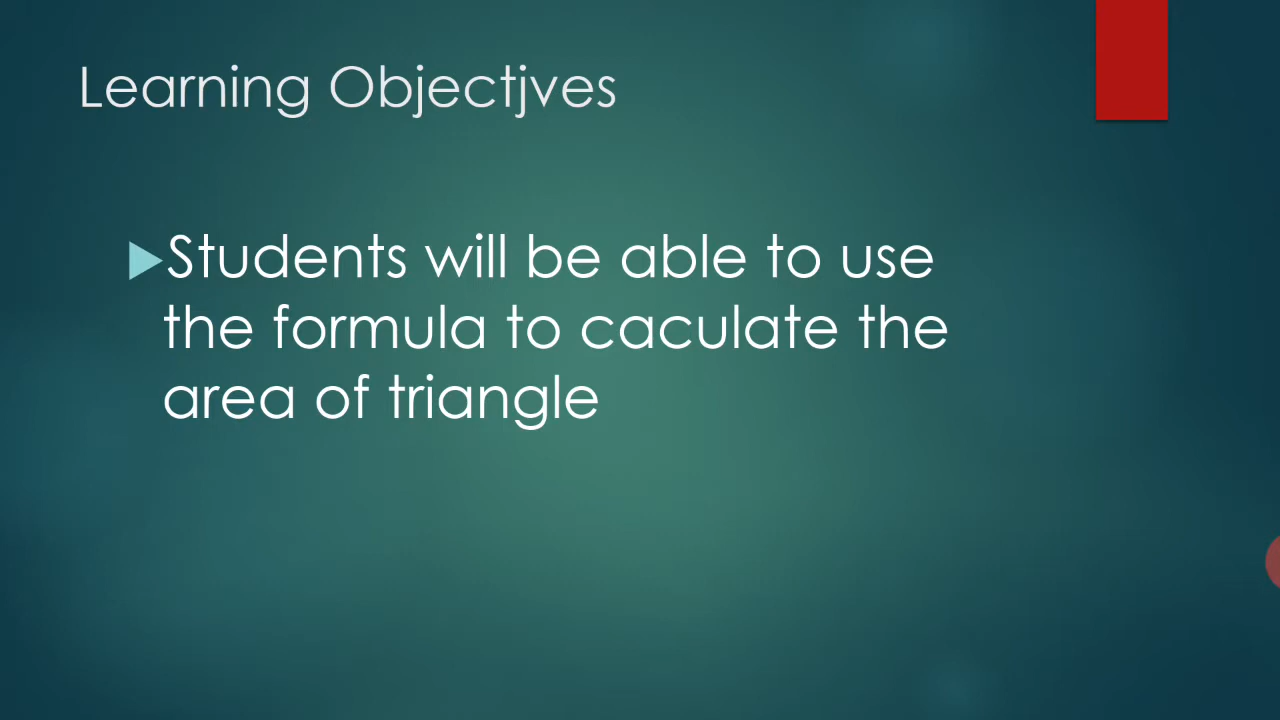 Learning Objectjves
Students will be able to use
the formula to caculate the
area of triangle